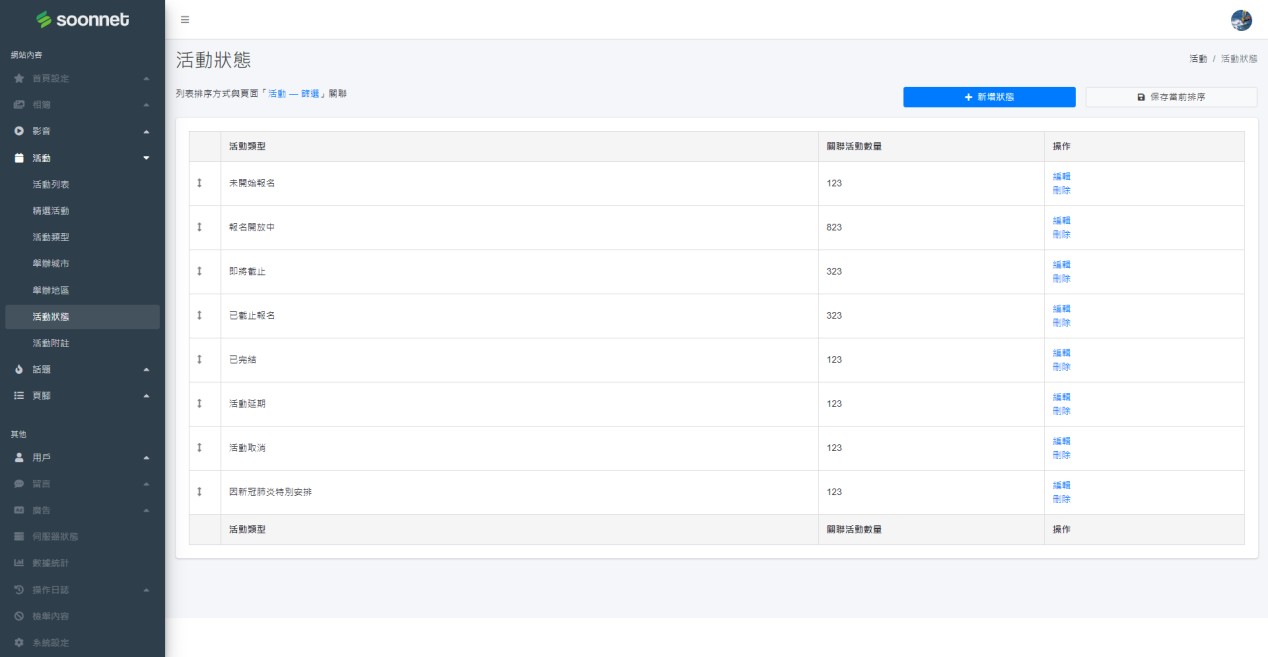 soonnet
網站內容
首頁設定
相簿
影音
活動
活動列表
精選活動
活動類型
舉辦城市
舉辦地區
活動狀態
活動附註
話題
頁腳
其他
用戶
留言
廣告
伺服器狀態
數據統計
操作日誌
檢舉內容
系統設定
活動狀態
活動 / 活動狀態
列表排序方式與頁面「活動 — 篩選」關聯
新增狀態
保存當前排序
活動類型 關聯活動數量 操作
未開始報名 123 編輯
刪除
報名開放中 823 編輯
刪除
即將截止 323 編輯
刪除
已截止報名 323 編輯
刪除
已完結 123 編輯
刪除
活動延期 123 編輯
刪除
活動取消 123 編輯
刪除
因新冠肺炎特別安排 123 編輯
刪除
活動類型 關聯活動數量 操作